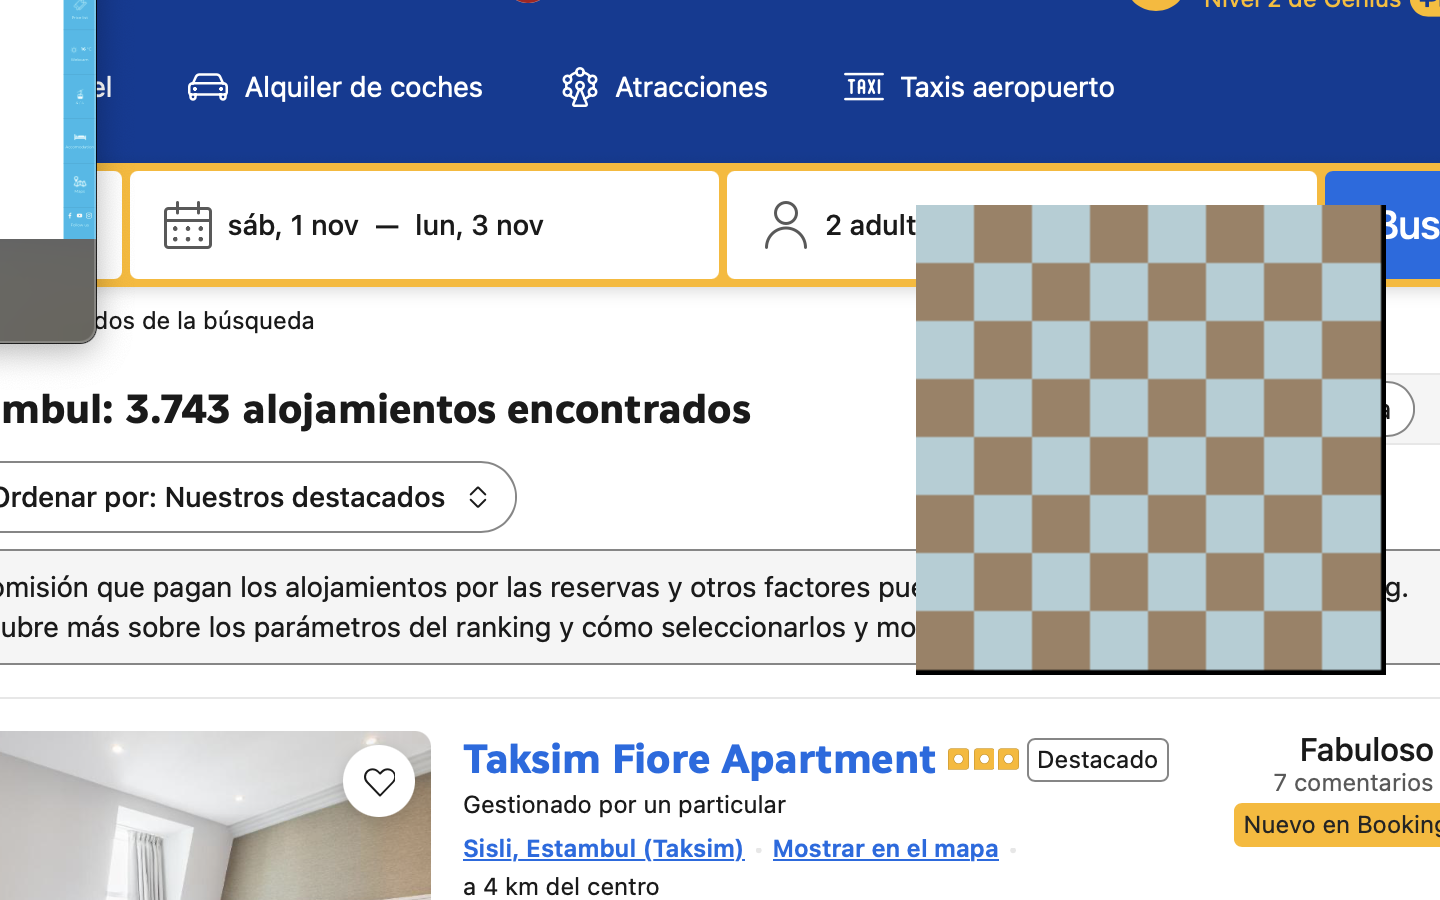 Nivel 2 de Genius
Alquiler de coches
Atracciones
TAXI Taxis aeropuerto
sáb, 1 nov — lun, 3 nov
2 adult
Bus
dos de la búsqueda
mbul: 3.743 alojamientos encontrados
Ordenar por: Nuestros destacados
omisión que pagan los alojamientos por las reservas y otros factores pue
g.
ubre más sobre los parámetros del ranking y cómo seleccionarlos y mo
Taksim Fiore Apartment
Destacado
Fabuloso
7 comentarios
Gestionado por un particular
Nuevo en Booking
Sisli, Estambul (Taksim)
Mostrar en el mapa
a 4 km del centro